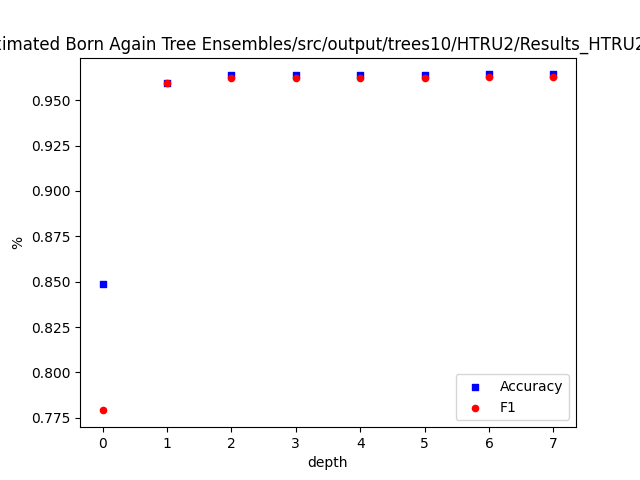 Born Again Tree Ensembles/src/output/trees10/HTRU2/Results_HTRU2
0.950
0.925
0.900
0.875
%
0.850
0.825
0.800
0.775
Accuracy
F1
0 1 2 3 4 5 6 7
depth